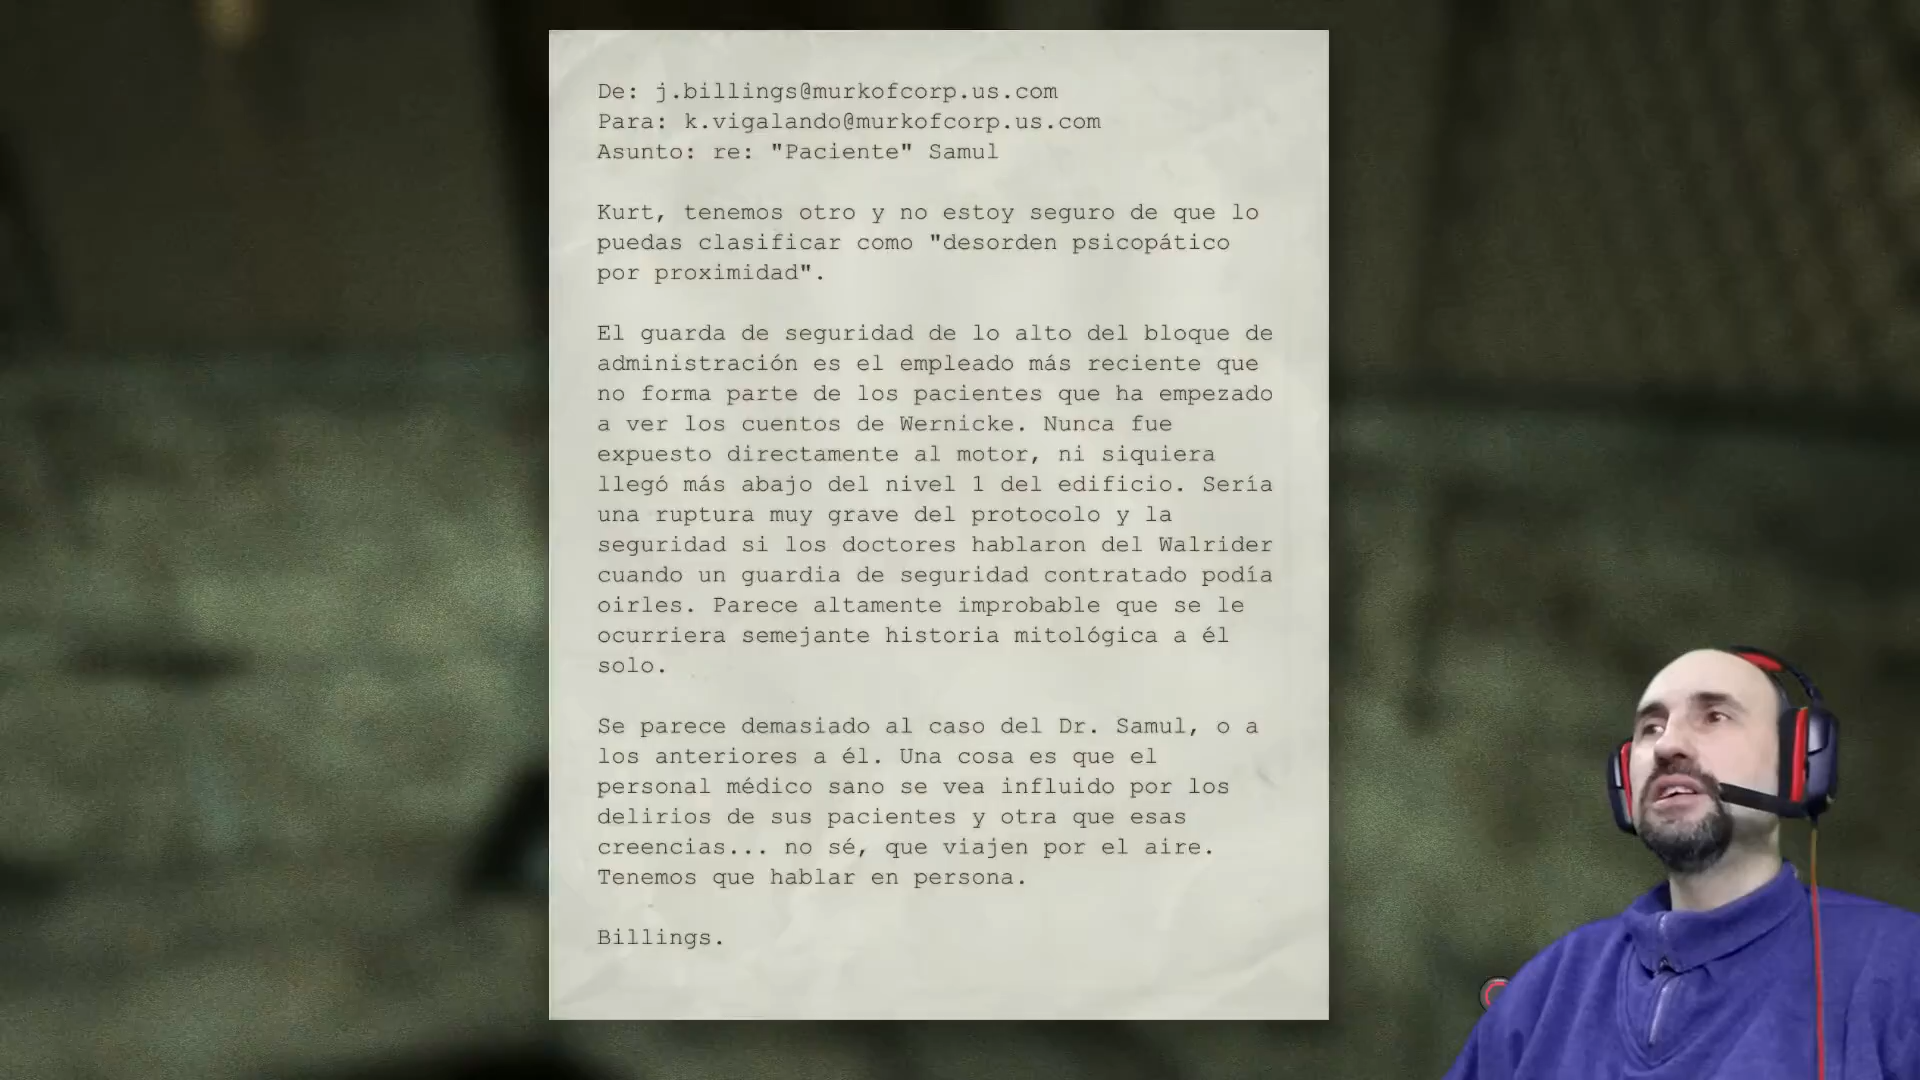 De: j.billings@murkofcorp.us.com
Para: k.vigalando@murkofcorp.us.com
Asunto: re: "Paciente" Samul
Kurt, tenemos otro y no estoy seguro de que lo
puedas clasificar como "desorden psicopático
por proximidad".
El guarda de seguridad de lo alto del bloque de
administración es el empleado más reciente que
no forma parte de los pacientes que ha empezado
a ver los cuentos de Wernicke. Nunca fue
expuesto directamente al motor, ni siquiera
llegó más abajo del nivel 1 del edificio. Sería
una ruptura muy grave del protocolo y la
seguridad si los doctores hablaron del Walrider
cuando un guardia de seguridad contratado podía
oirles. Parece altamente improbable que se le
ocurriera semejante historia mitológica a él
solo.
Se parece demasiado al caso del Dr. Samul, o a
los anteriores a él. Una cosa es que el
personal médico sano se vea influido por los
delirios de sus pacientes y otra que esas
creencias... no sé, que viajen por el aire.
Tenemos que hablar en persona.
Billings.